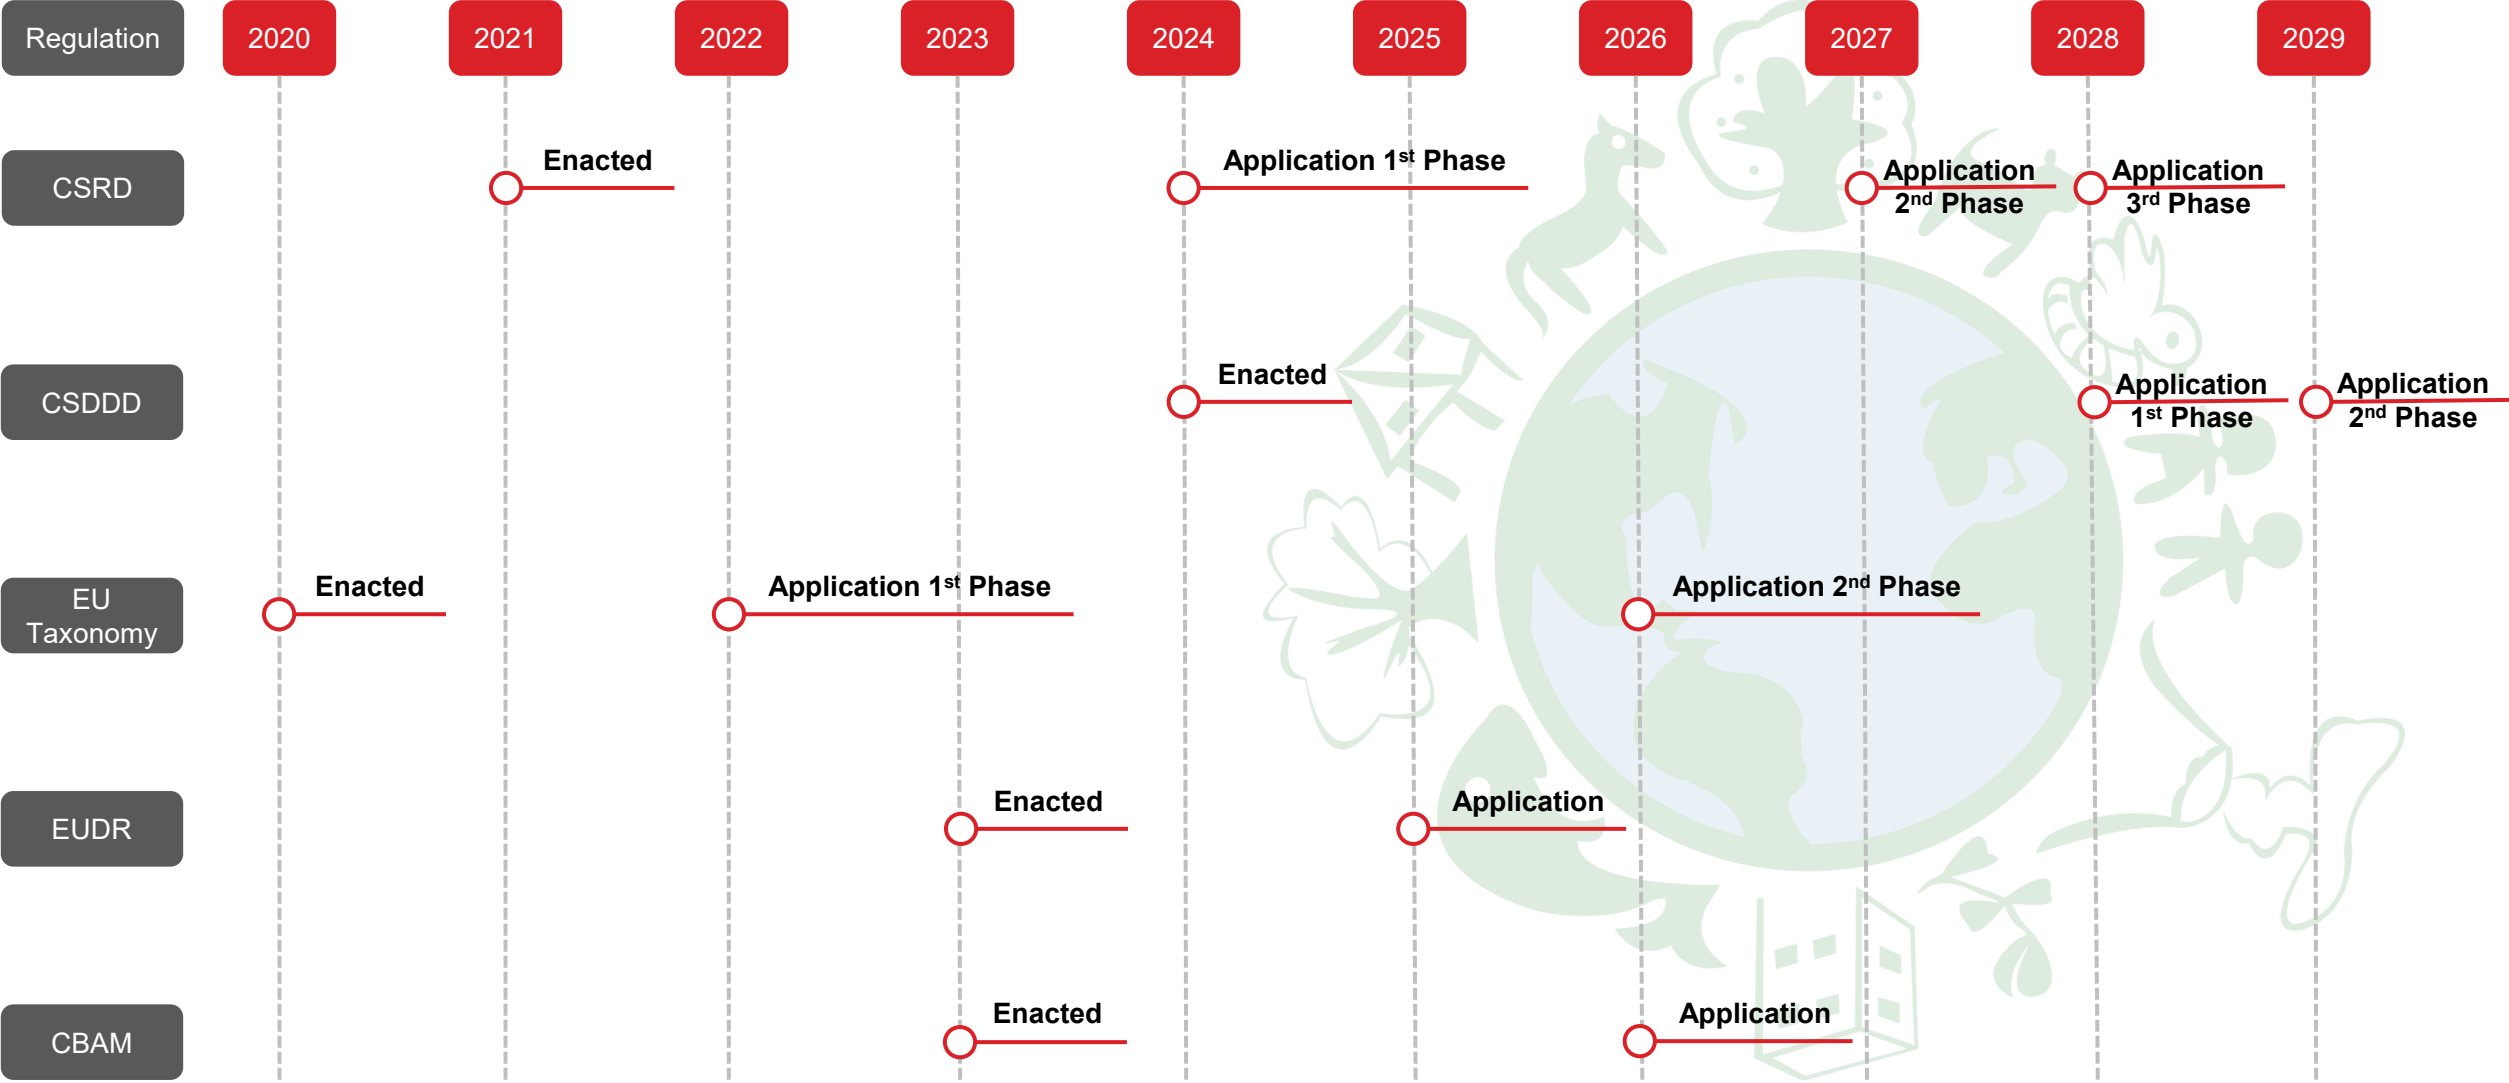 Regulation
2020
2021
2022
2023
2024
2025
2026
2027
2028
2029
CSRD
Enacted
Application 1st Phase
Application
2nd Phase
Application
3rd Phase
CSDDD
Enacted
Application
1st Phase
Application
2nd Phase
EU
Taxonomy
Enacted
Application 1st Phase
Application 2nd Phase
EUDR
Enacted
Application
CBAM
Enacted
Application